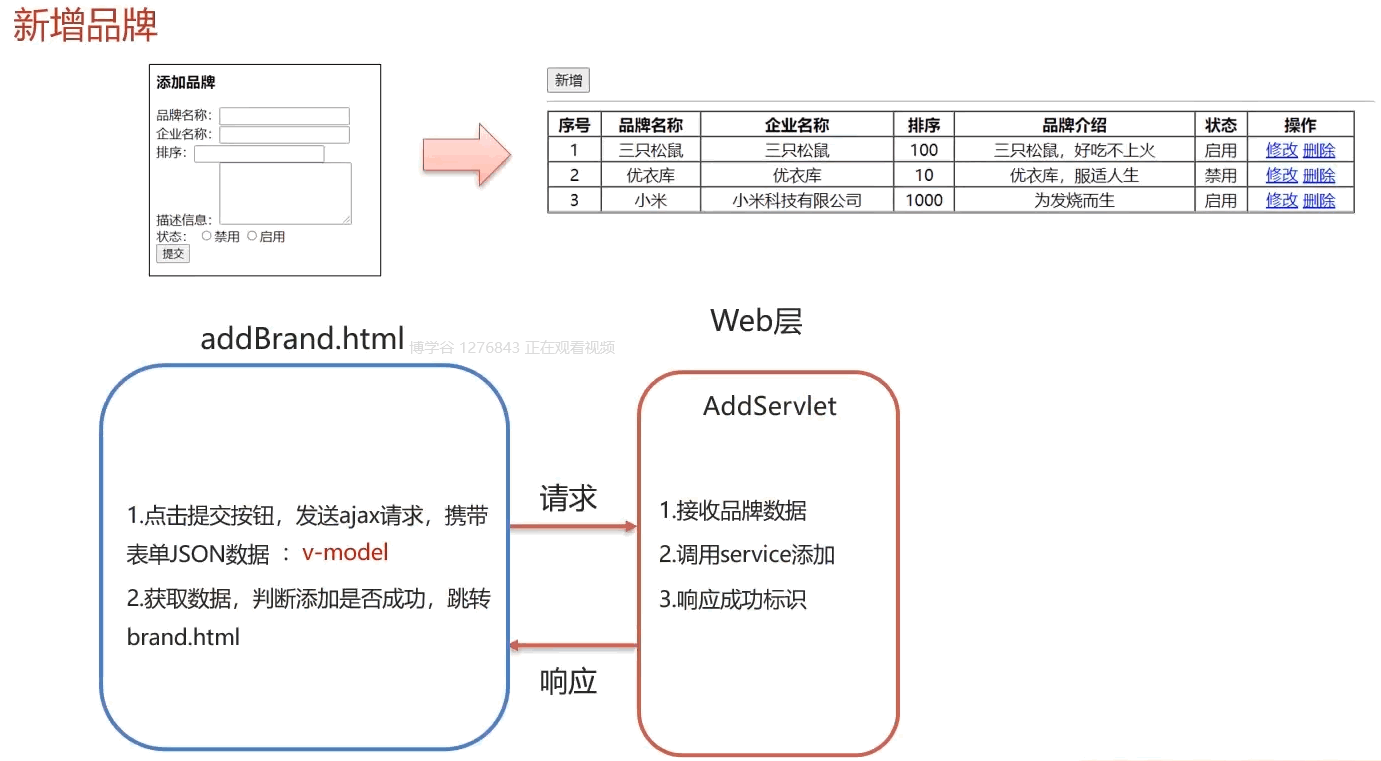 新增品牌
添加品牌
品牌名称：
企业名称：
排序：
描述信息：
状态： 禁用 启用
提交
新增
序号 品牌名称 企业名称 排序 品牌介绍 状态 操作
1 三只松鼠 三只松鼠 100 三只松鼠，好吃不上火 启用 修改 删除
2 优衣库 优衣库 10 优衣库，服适人生 禁用 修改 删除
3 小米 小米科技有限公司 1000 为发烧而生 启用 修改 删除
addBrand.html
博学谷 1276843 正在观看视频
Web层
1.点击提交按钮，发送ajax请求，携带
表单JSON数据 ：v-model
2.获取数据，判断添加是否成功，跳转
brand.html
请求
响应
AddServlet
1.接收品牌数据
2.调用service添加
3.响应成功标识